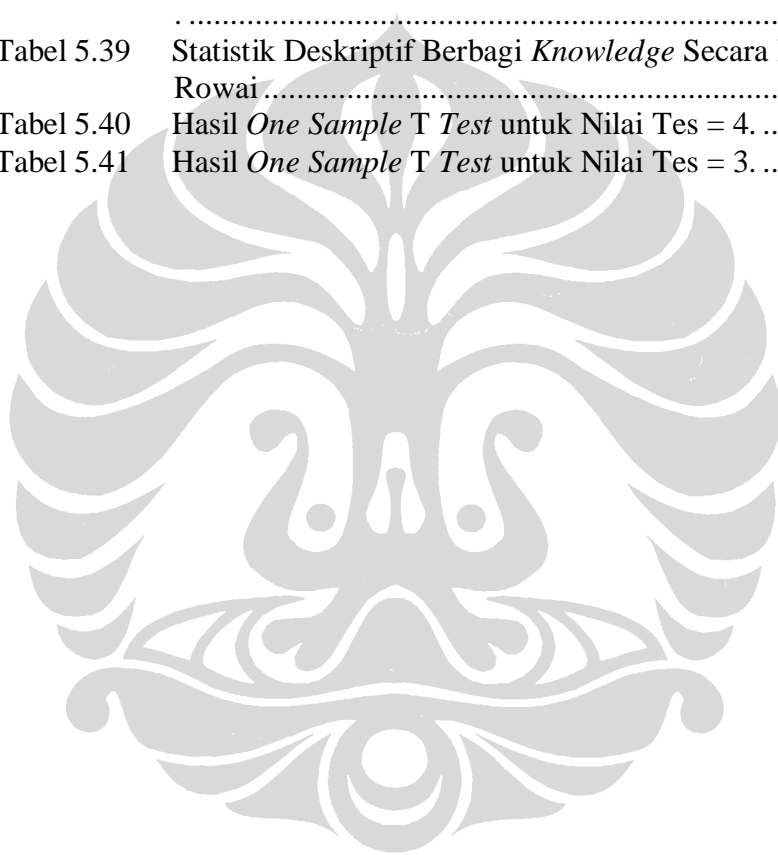 . ..........................................................................
Tabel 5.39 Statistik Deskriptif Berbagi Knowledge Secara
Rowai ................................................................
Tabel 5.40 Hasil One Sample T Test untuk Nilai Tes = 4. ..
Tabel 5.41 Hasil One Sample T Test untuk Nilai Tes = 3. ..